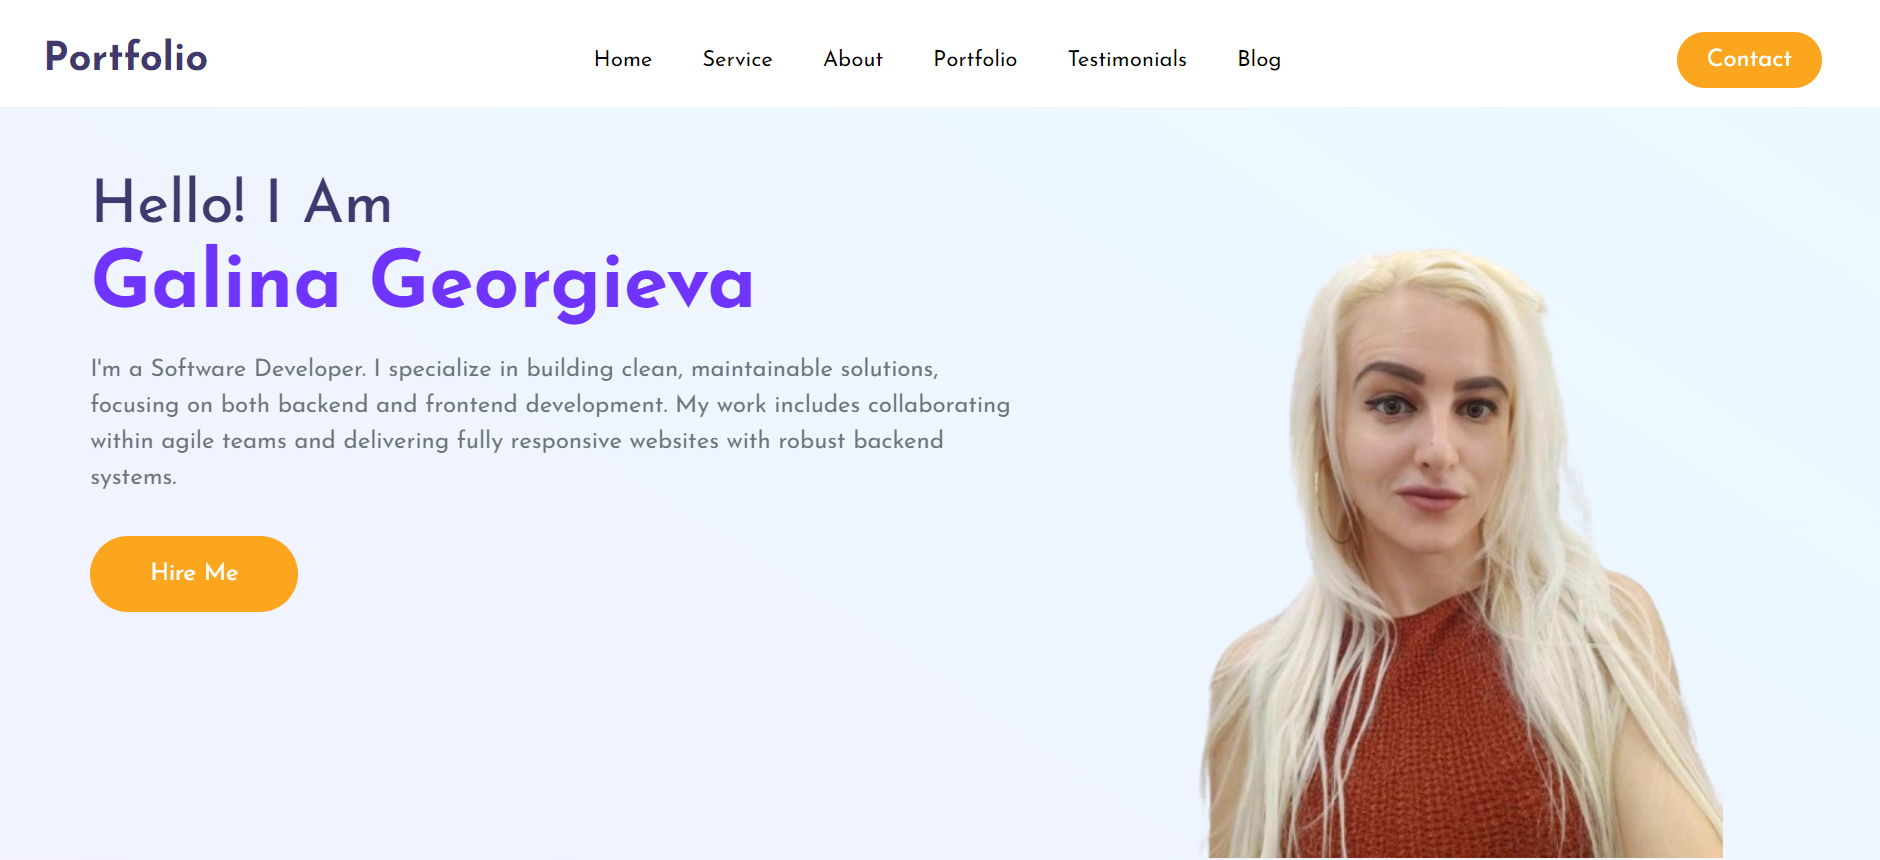 Portfolio
Home Service About Portfolio Testimonials Blog
Contact
Hello! I Am
Galina Georgieva
I'm a Software Developer. I specialize in building clean, maintainable solutions,
focusing on both backend and frontend development. My work includes collaborating
within agile teams and delivering fully responsive websites with robust backend
systems.
Hire Me